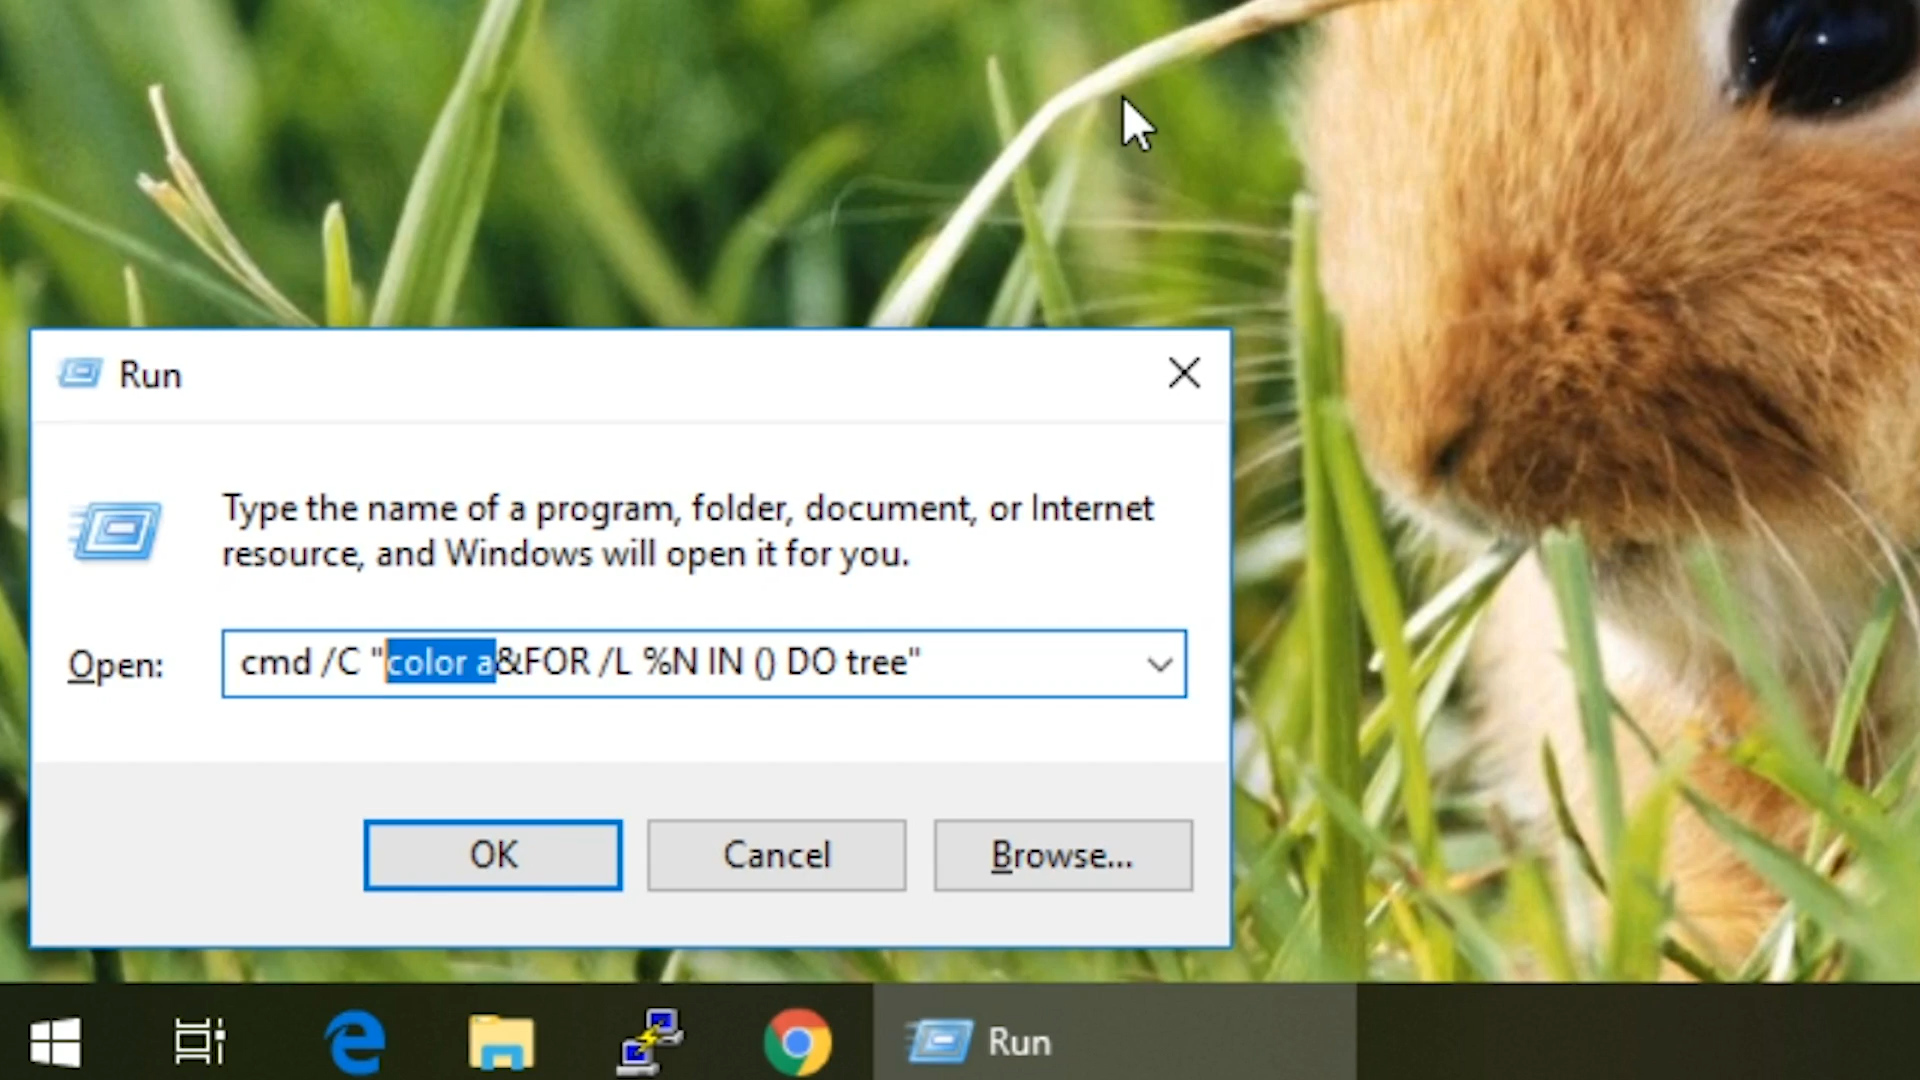 Run
Type the name of a program, folder, document, or Internet
resource, and Windows will open it for you.
Open: cmd /C "color a&FOR /L %N IN () DO tree"
OK Cancel Browse...
Run